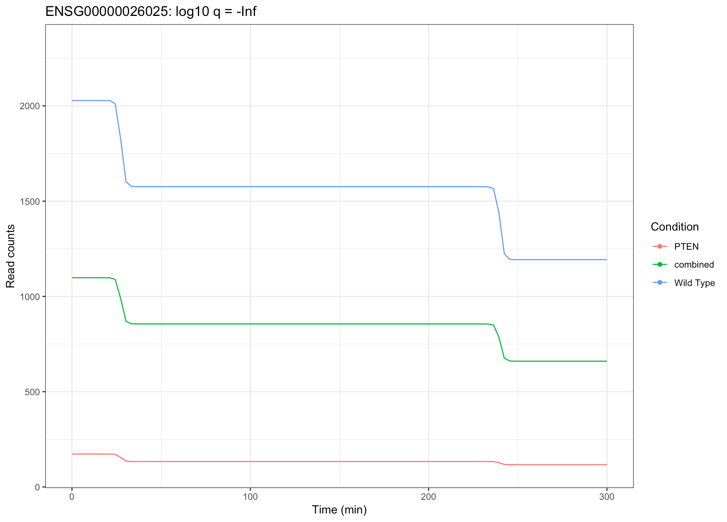 ENSG00000026025: log10 q = -Inf
Read counts
2000
1500
1000
500
0
0 100 200 300
Time (min)
Condition
PTEN
combined
Wild Type